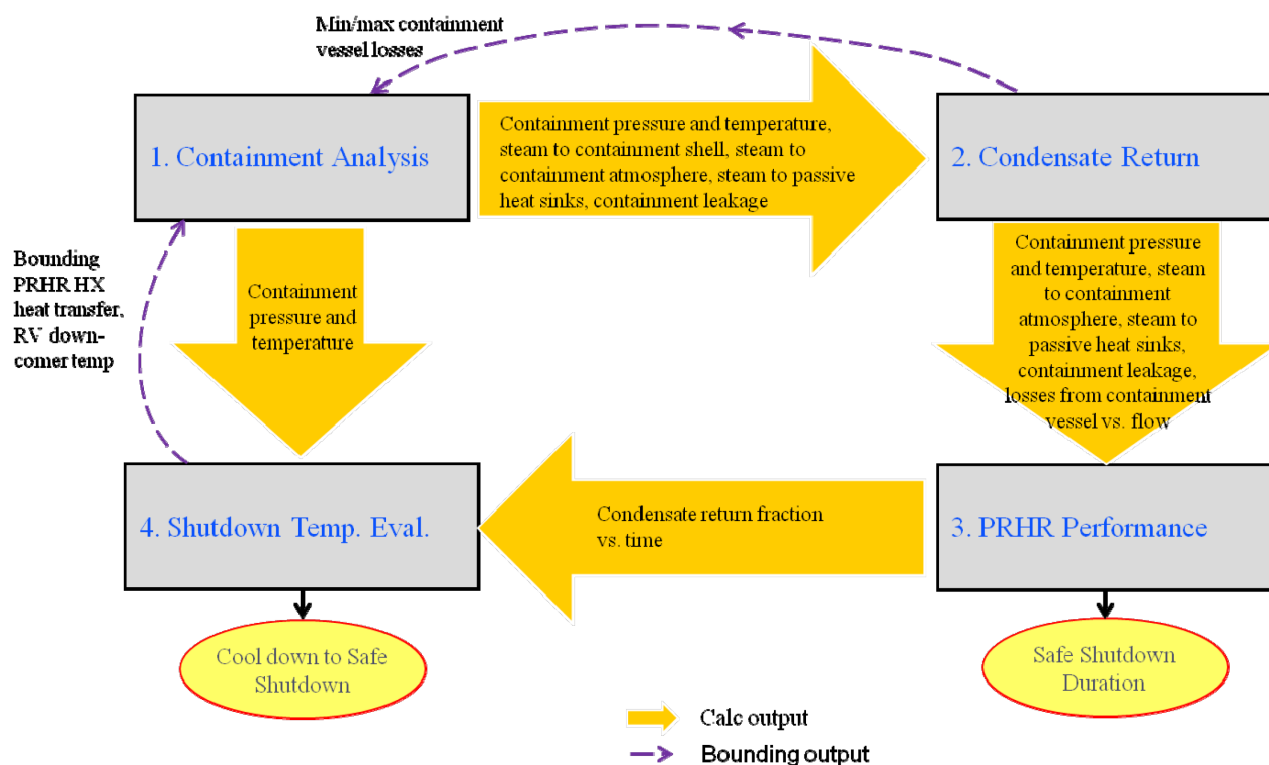 Min/max containment
vessel losses
1. Containment Analysis
Containment pressure and temperature,
steam to containment shell, steam to
containment atmosphere, steam to passive
heat sinks, containment leakage
2. Condensate Return
Bounding
PRHR HX
heat transfer,
RV down-
comer temp
Containment
pressure and
temperature
Containment pressure
and temperature, steam
to containment
atmosphere, steam to
passive heat sinks,
containment leakage,
losses from containment
vessel vs. flow
4. Shutdown Temp. Eval.
Condensate return fraction
vs. time
3. PRHR Performance
Cool down to Safe
Shutdown
Safe Shutdown
Duration
Calc output
Bounding output